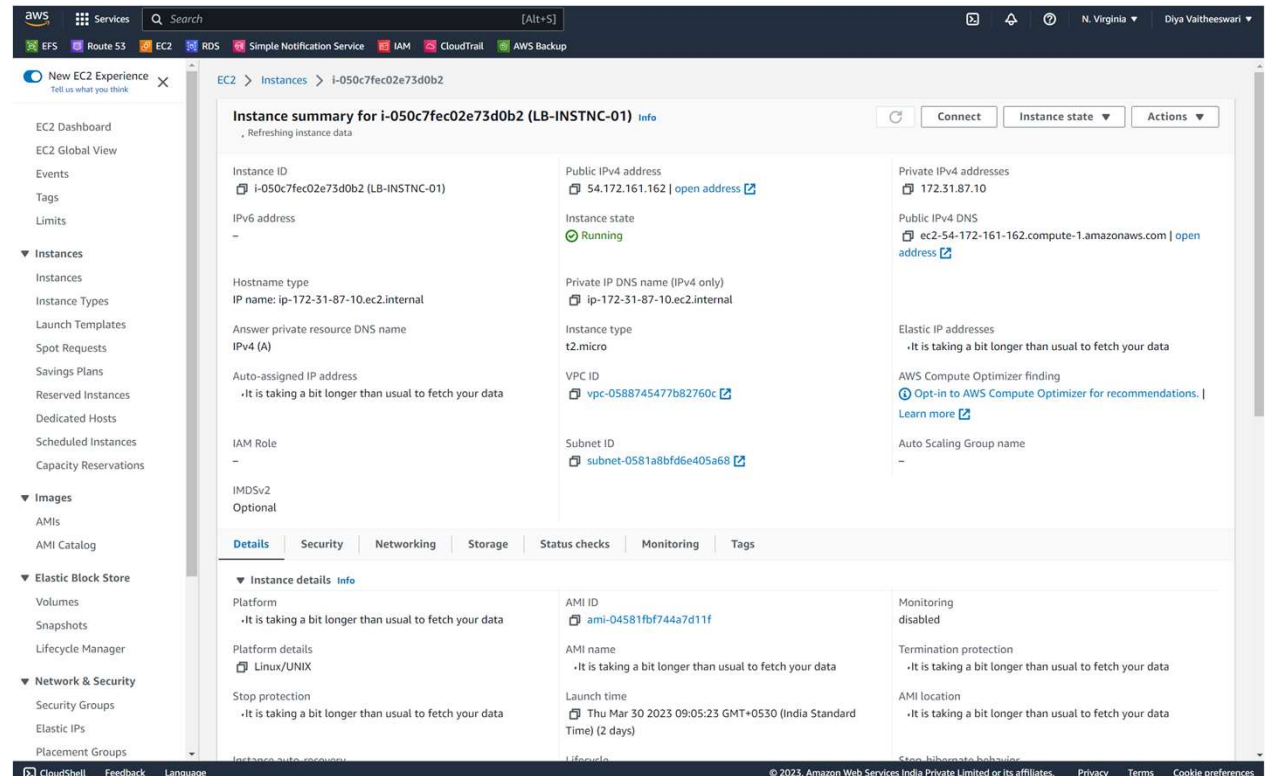 aws
Services
Search
[Alt+S]
N. Virginia
Diya Vaitheeswari
EFS
Route 53
EC2
RDS
Simple Notification Service
IAM
CloudTrail
AWS Backup
New EC2 Experience
Tell us what you think
EC2 Dashboard
EC2 Global View
Events
Tags
Limits
Instances
Instances
Instance Types
Launch Templates
Spot Requests
Savings Plans
Reserved Instances
Dedicated Hosts
Scheduled Instances
Capacity Reservations
Images
AMIs
AMI Catalog
Elastic Block Store
Volumes
Snapshots
Lifecycle Manager
Network & Security
Security Groups
Elastic IPs
Placement Groups
EC2 > Instances > i-050c7fec02e73d0b2
Instance summary for i-050c7fec02e73d0b2 (LB-INSTNC-01) Info
Refreshing instance data
Connect
Instance state
Actions
Instance ID
i-050c7fec02e73d0b2 (LB-INSTNC-01)
Public IPv4 address
54.172.161.162 | open address
Private IPv4 addresses
172.31.87.10
IPv6 address
–
Instance state
Running
Public IPv4 DNS
ec2-54-172-161-162.compute-1.amazonaws.com | open
address
Hostname type
IP name: ip-172-31-87-10.ec2.internal
Private IP DNS name (IPv4 only)
ip-172-31-87-10.ec2.internal
Answer private resource DNS name
IPv4 (A)
Instance type
t2.micro
Elastic IP addresses
It is taking a bit longer than usual to fetch your data
Auto-assigned IP address
It is taking a bit longer than usual to fetch your data
VPC ID
vpc-0588745477b82760c
AWS Compute Optimizer finding
Opt-in to AWS Compute Optimizer for recommendations. |
Learn more
IAM Role
–
Subnet ID
subnet-0581a8bfd6e405a68
Auto Scaling Group name
–
IMDSv2
Optional
Details
Security
Networking
Storage
Status checks
Monitoring
Tags
Instance details Info
Platform
It is taking a bit longer than usual to fetch your data
AMI ID
ami-04581fbf744a7d11f
Monitoring
disabled
Platform details
Linux/UNIX
AMI name
It is taking a bit longer than usual to fetch your data
Termination protection
It is taking a bit longer than usual to fetch your data
Stop protection
It is taking a bit longer than usual to fetch your data
Launch time
Thu Mar 30 2023 09:05:23 GMT+0530 (India Standard
Time) (2 days)
AMI location
It is taking a bit longer than usual to fetch your data
Instance auto-recovery
Lifecycle
Stop-hibernate behavior
CloudShell
Feedback
Language
© 2023, Amazon Web Services India Private Limited or its affiliates.
Privacy
Terms
Cookie preferences